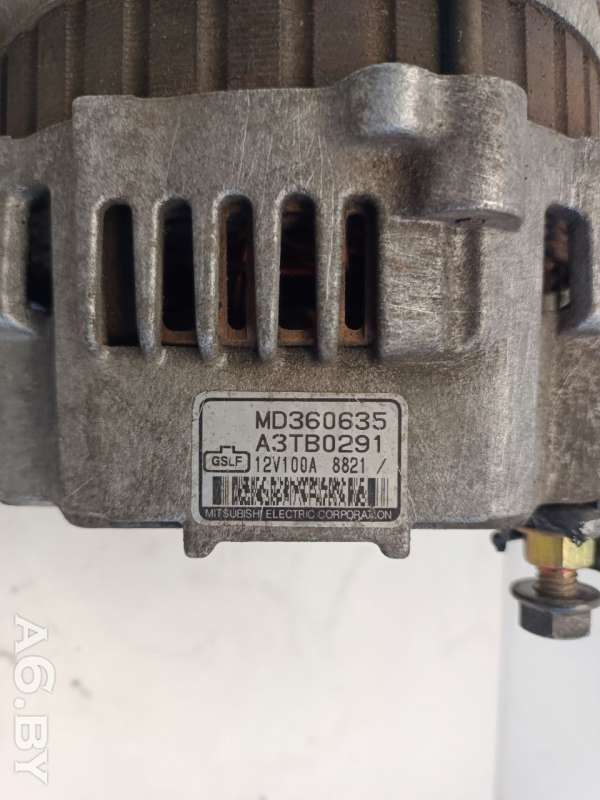 MD360635
A3TB0291
GSLF 12V100A 8821 /
MITSUBISHI ELECTRIC CORPORATION
A6.BY